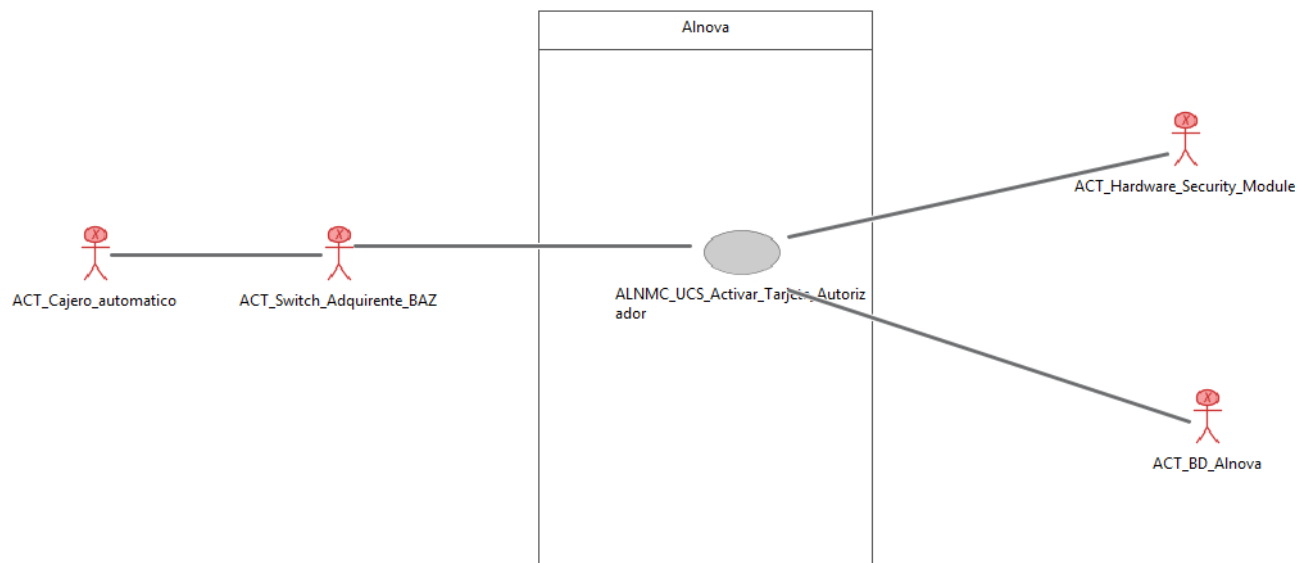 Alnova
ACT_Hardware_Security_Module
ACT_Cajero_automatico
ACT_Switch_Adquirente_BAZ
ALNMC_UCS_Activar_Tarjeta_Autoriz
ador
ACT_BD_Alnova